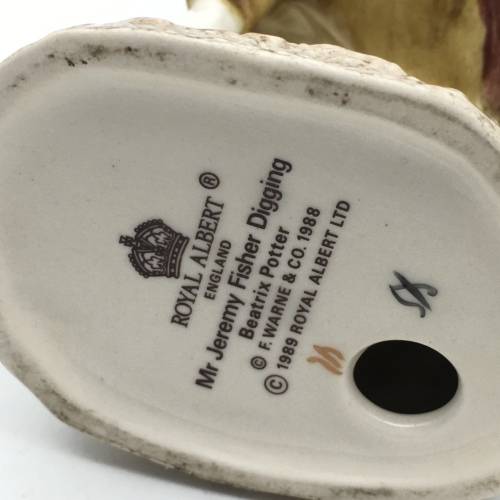 ROYAL ALBERT ®
ENGLAND
Mr Jeremy Fisher Digging
Beatrix Potter
© F. WARNE & CO. 1988
© 1989 ROYAL ALBERT LTD